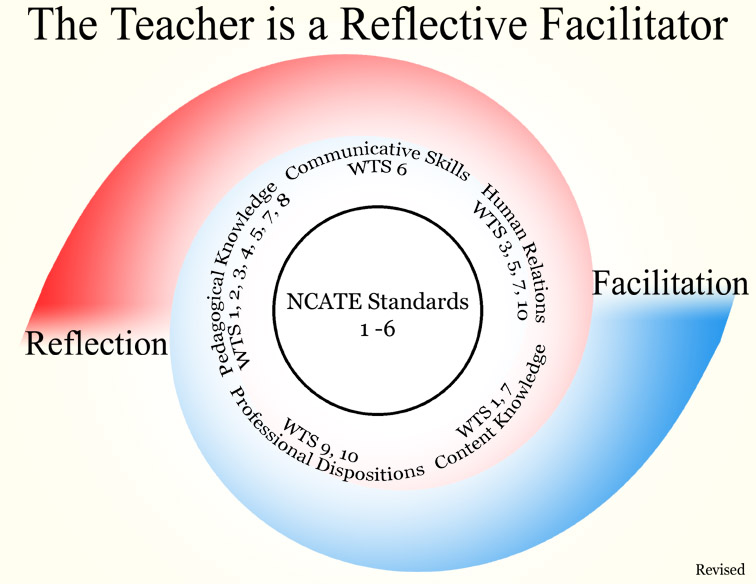 The Teacher is a Reflective Facilitator
Communicative Skills
WTS 6
Human Relations
WTS 3, 5, 7, 10
Pedagogical Knowledge
WTS 1, 2, 3, 4, 5, 7, 8
Facilitation
NCATE Standards
1 -6
Reflection
WTS 1, 7
Content Knowledge
WTS 9, 10
Professional Dispositions
Revised